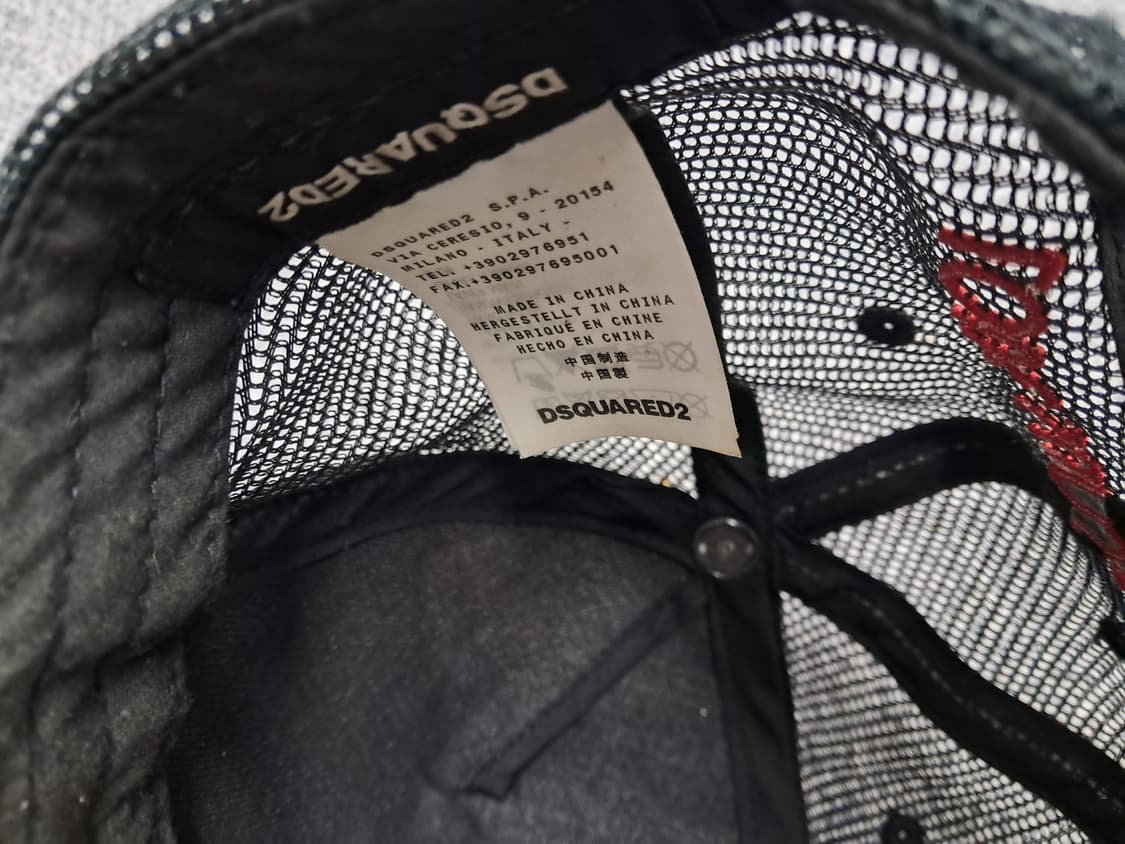 DSQUARED2
DSQUARED2 S.P.A.
VIA CERESIO, 9 - 20154
MILANO - ITALY -
TEL. +3902976951
FAX.+390297695001
MADE IN CHINA
HERGESTELLT IN CHINA
FABRIQUÉ EN CHINE
HECHO EN CHINA
中国制造
中国製
DSQUARED2